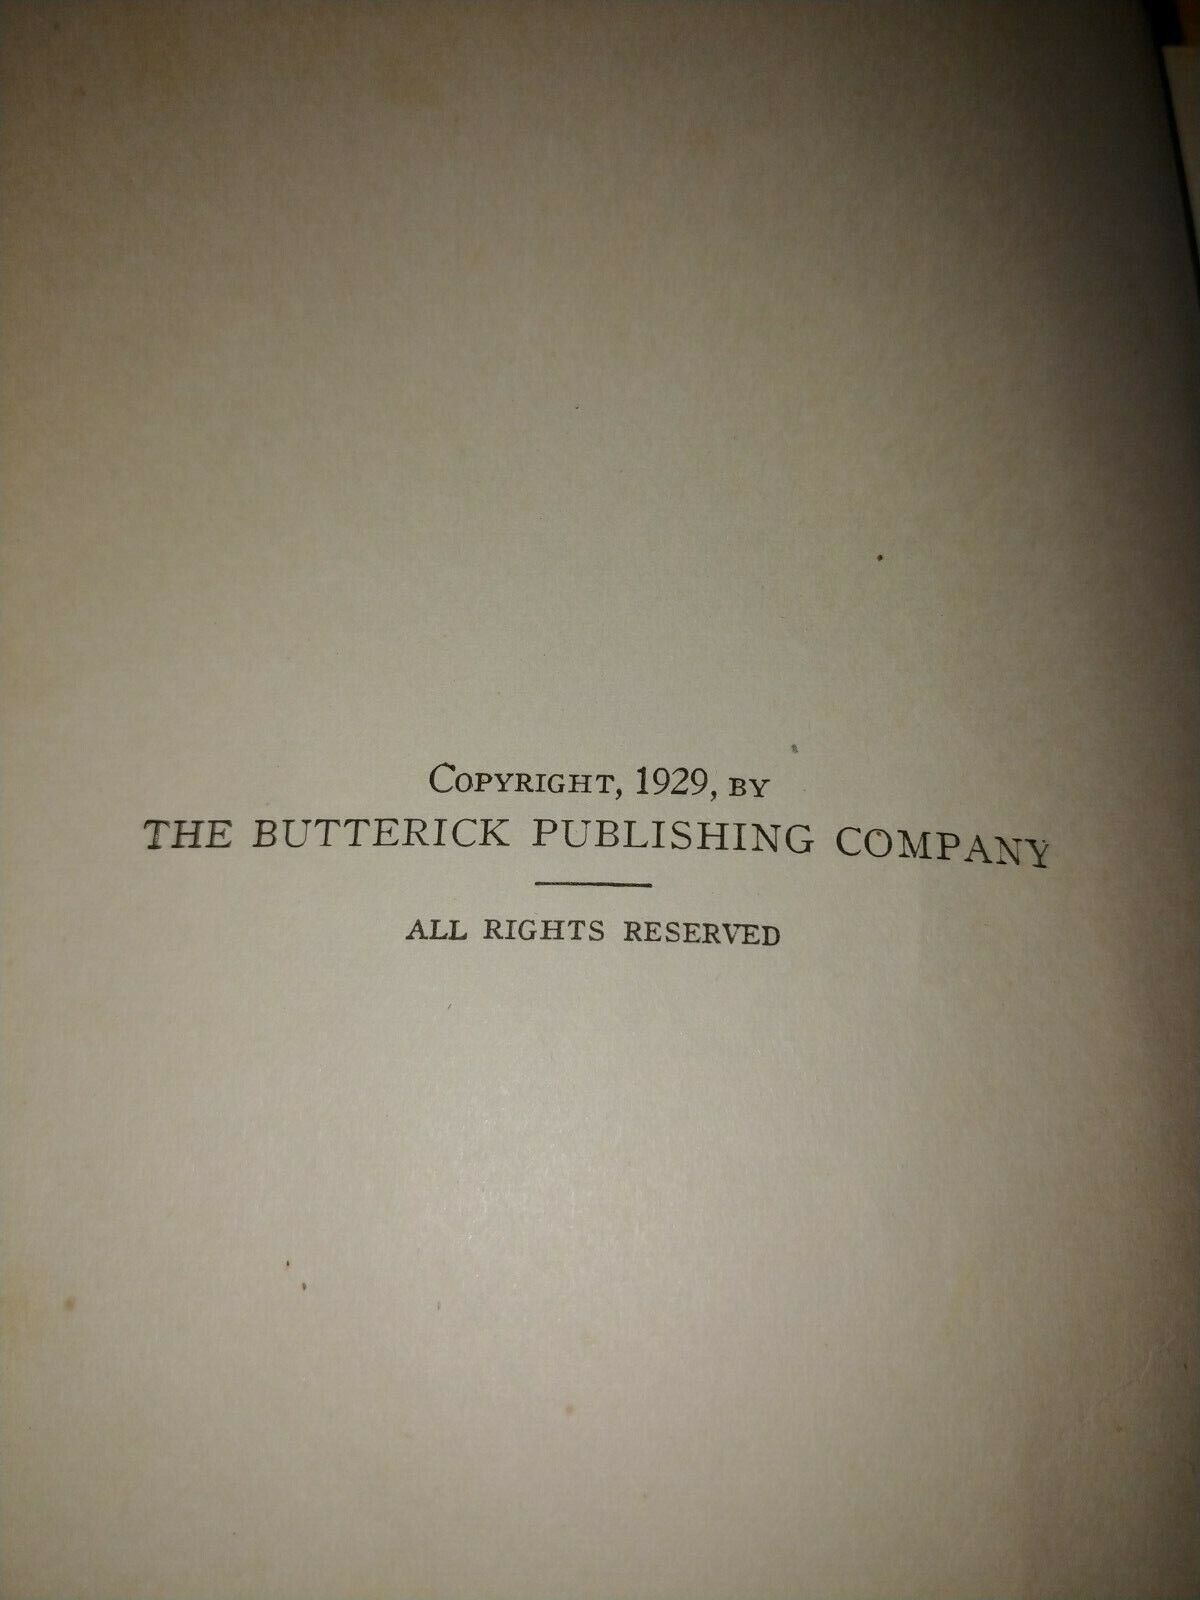 Copyright, 1929, by
THE BUTTERICK PUBLISHING COMPANY
ALL RIGHTS RESERVED